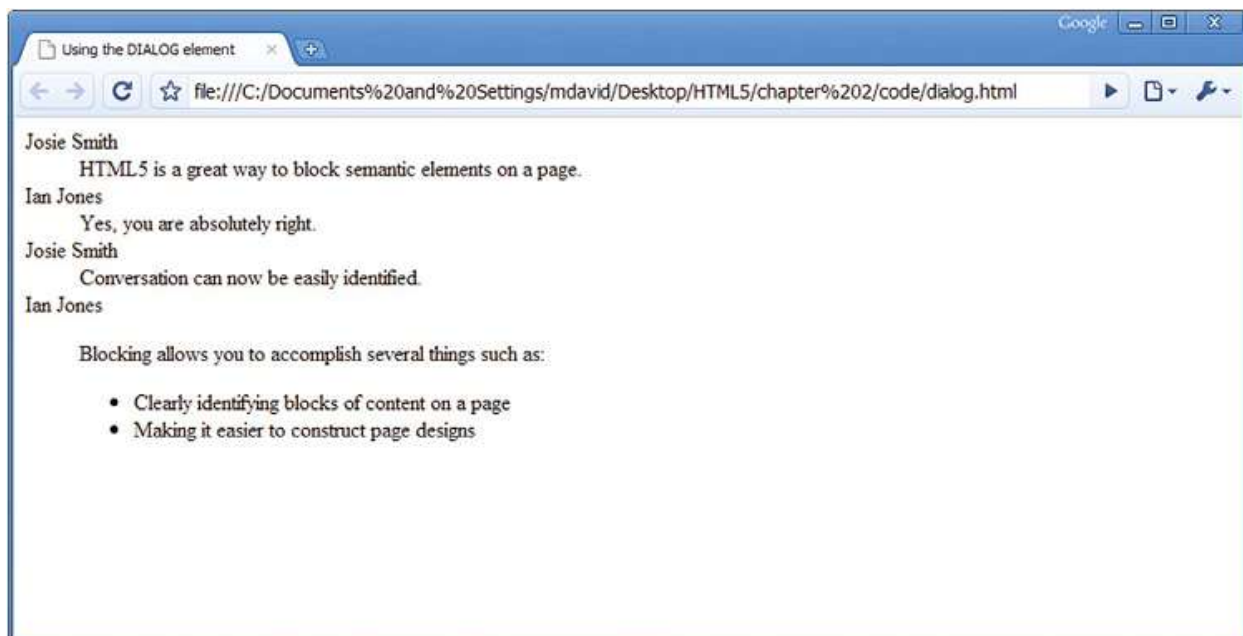 Google
Using the DIALOG element
file:///C:/Documents%20and%20Settings/mdavid/Desktop/HTML5/chapter%202/code/dialog.html
Josie Smith
HTML5 is a great way to block semantic elements on a page.
Ian Jones
Yes, you are absolutely right.
Josie Smith
Conversation can now be easily identified.
Ian Jones
Blocking allows you to accomplish several things such as:
• Clearly identifying blocks of content on a page
• Making it easier to construct page designs